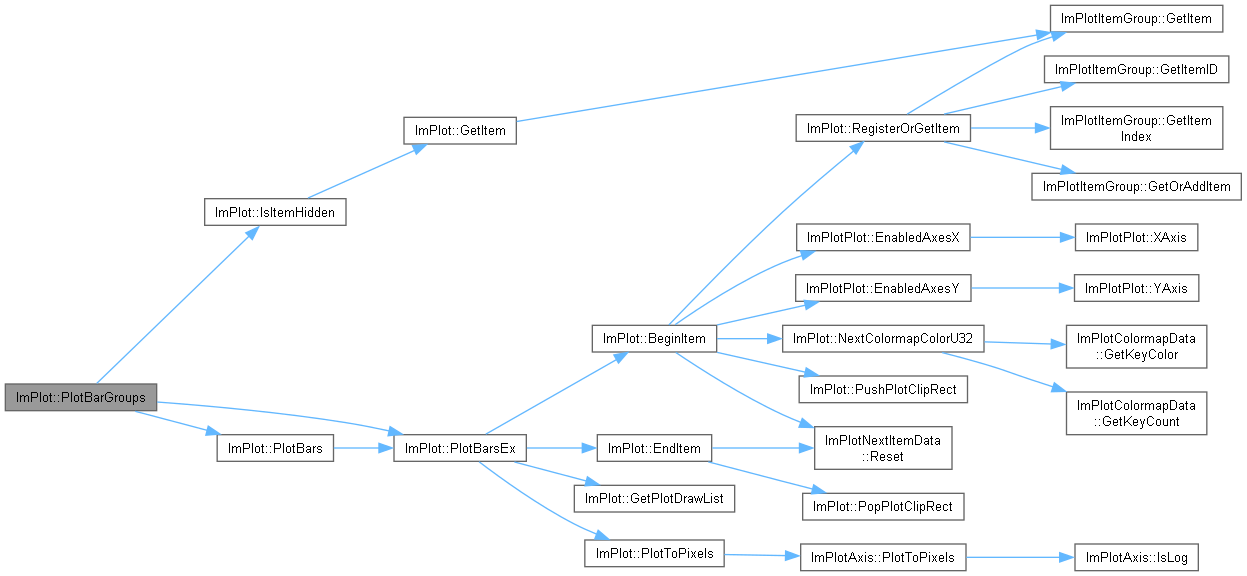 ImPlot::PlotBarGroups
ImPlot::IsItemHidden
ImPlot::GetItem
ImPlotItemGroup::GetItem
ImPlot::PlotBars
ImPlot::PlotBarsEx
ImPlot::BeginItem
ImPlot::RegisterOrGetItem
ImPlotItemGroup::GetItemID
ImPlotItemGroup::GetItem
Index
ImPlotItemGroup::GetOrAddItem
ImPlotPlot::EnabledAxesX
ImPlotPlot::XAxis
ImPlotPlot::EnabledAxesY
ImPlotPlot::YAxis
ImPlot::NextColormapColorU32
ImPlotColormapData
::GetKeyColor
ImPlotColormapData
::GetKeyCount
ImPlot::PushPlotClipRect
ImPlotNextItemData
::Reset
ImPlot::EndItem
ImPlot::PopPlotClipRect
ImPlot::GetPlotDrawList
ImPlot::PlotToPixels
ImPlotAxis::PlotToPixels
ImPlotAxis::IsLog